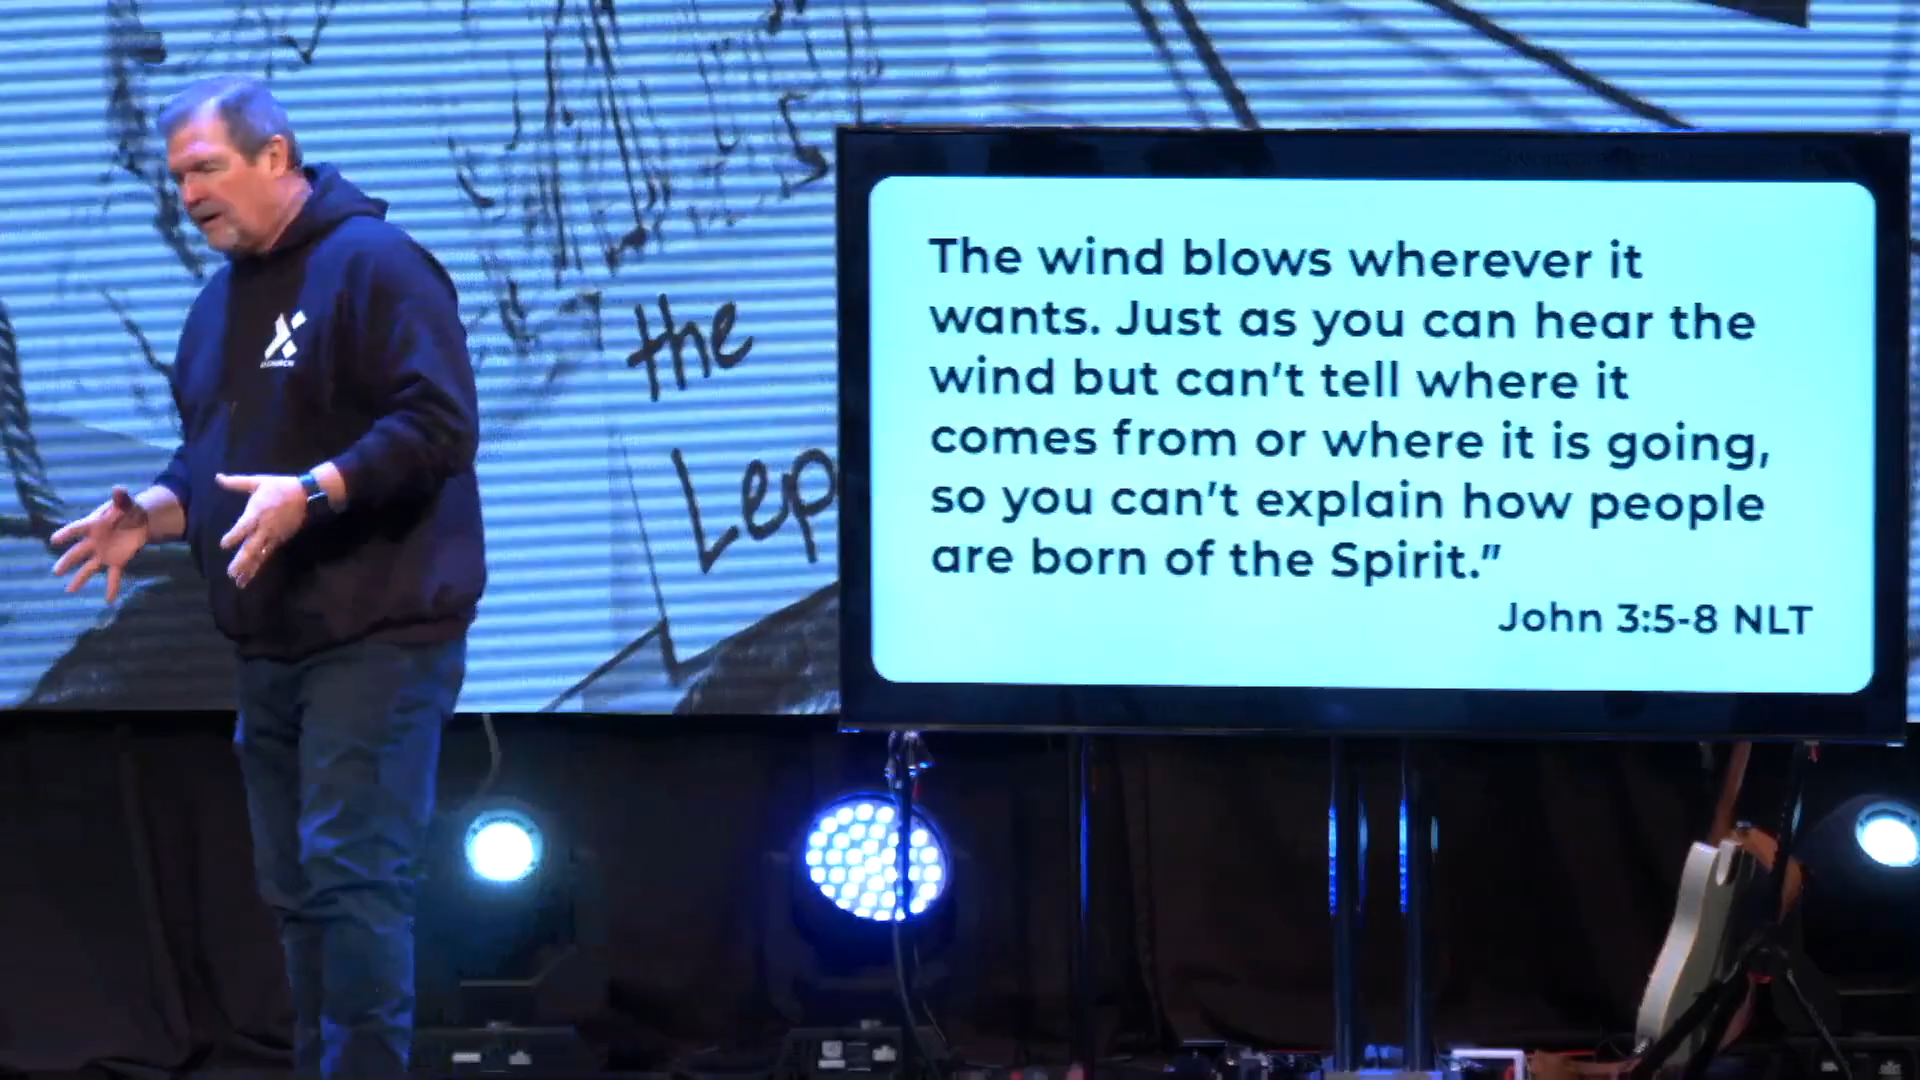 the
Lep
The wind blows wherever it
wants. Just as you can hear the
wind but can't tell where it
comes from or where it is going,
so you can't explain how people
are born of the Spirit.”
John 3:5-8 NLT